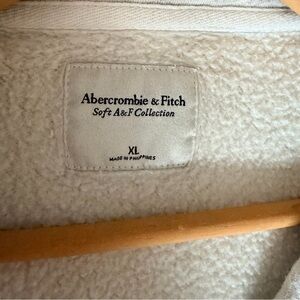 Abercrombie & Fitch
Soft A&F Collection
XL
MADE IN PHILIPPINES